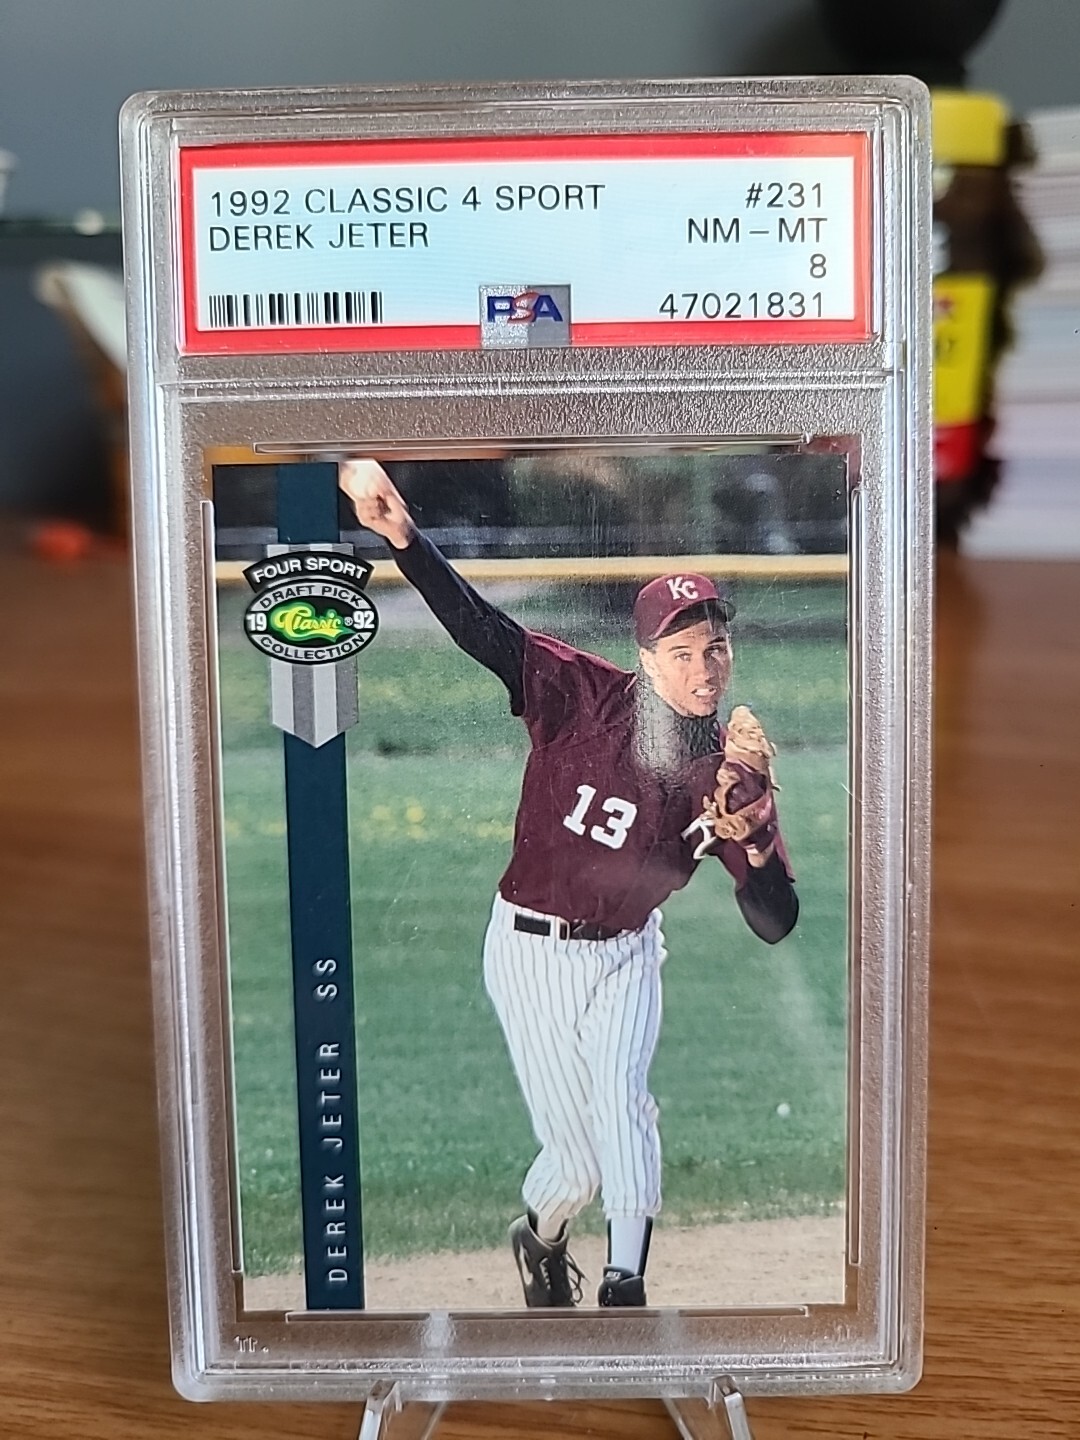 1992 CLASSIC 4 SPORT #231
DEREK JETER NM - MT
8
PSA 47021831
FOUR SPORT
DRAFT PICK
19 Classic® 92
COLLECTION
KC
13
DEREK JETER SS